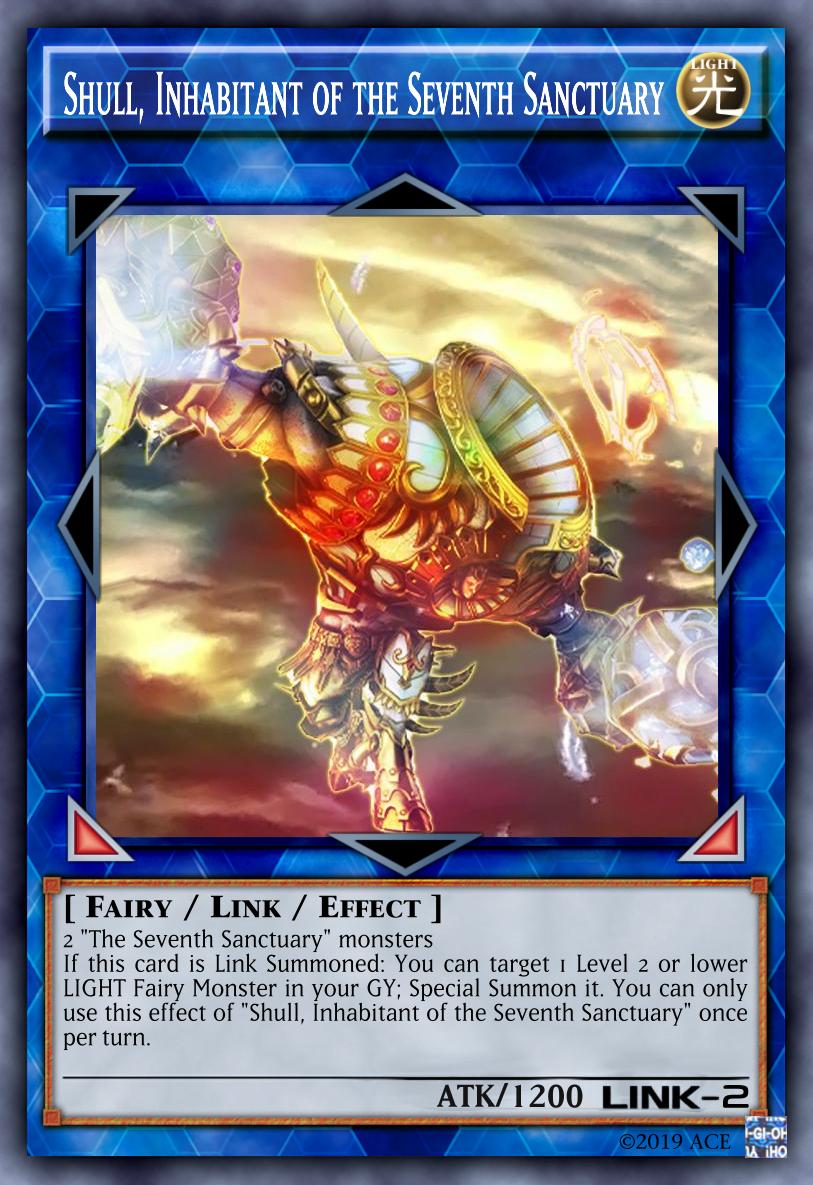 Shull, Inhabitant of the Seventh Sanctuary
LIGHT
光
[ Fairy / Link / Effect ]
2 "The Seventh Sanctuary" monsters
If this card is Link Summoned: You can target 1 Level 2 or lower
LIGHT Fairy Monster in your GY; Special Summon it. You can only
use this effect of "Shull, Inhabitant of the Seventh Sanctuary" once
per turn.
ATK/1200 LINK-2
©2019 ACE
-GI-OH